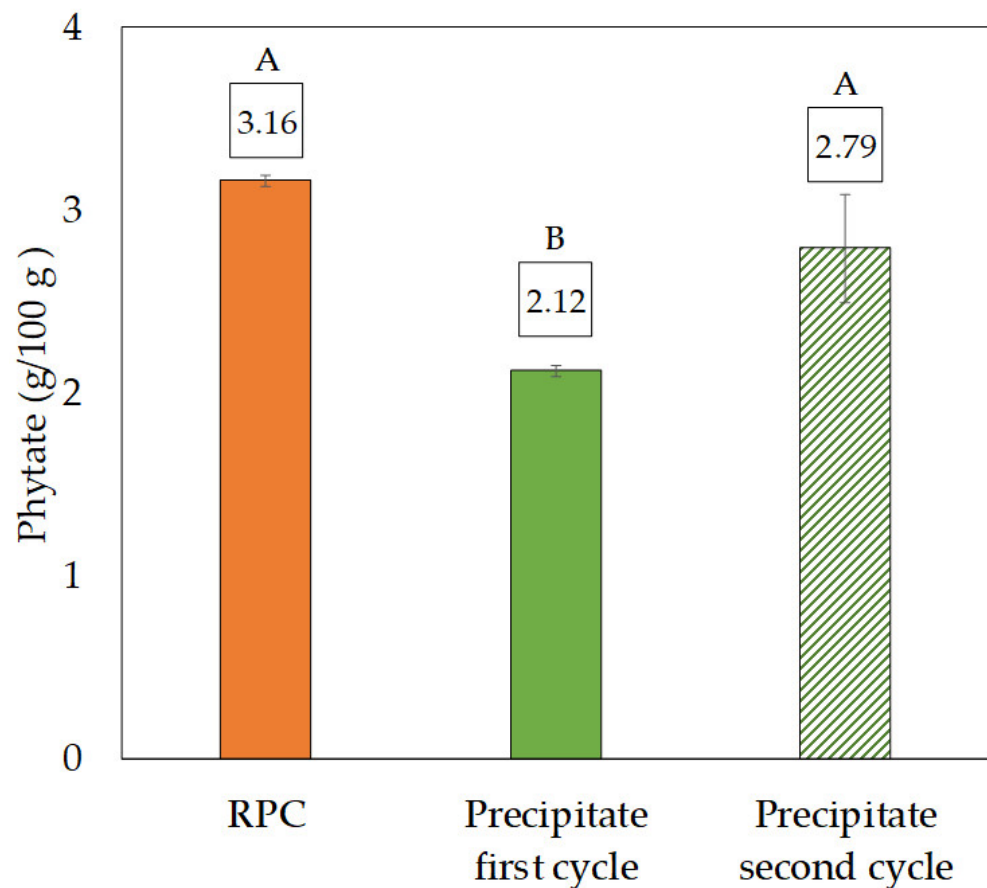 4
3
2
1
0
Phytate (g/100 g )
A
3.16
B
2.12
A
2.79
RPC
Precipitate
first cycle
Precipitate
second cycle